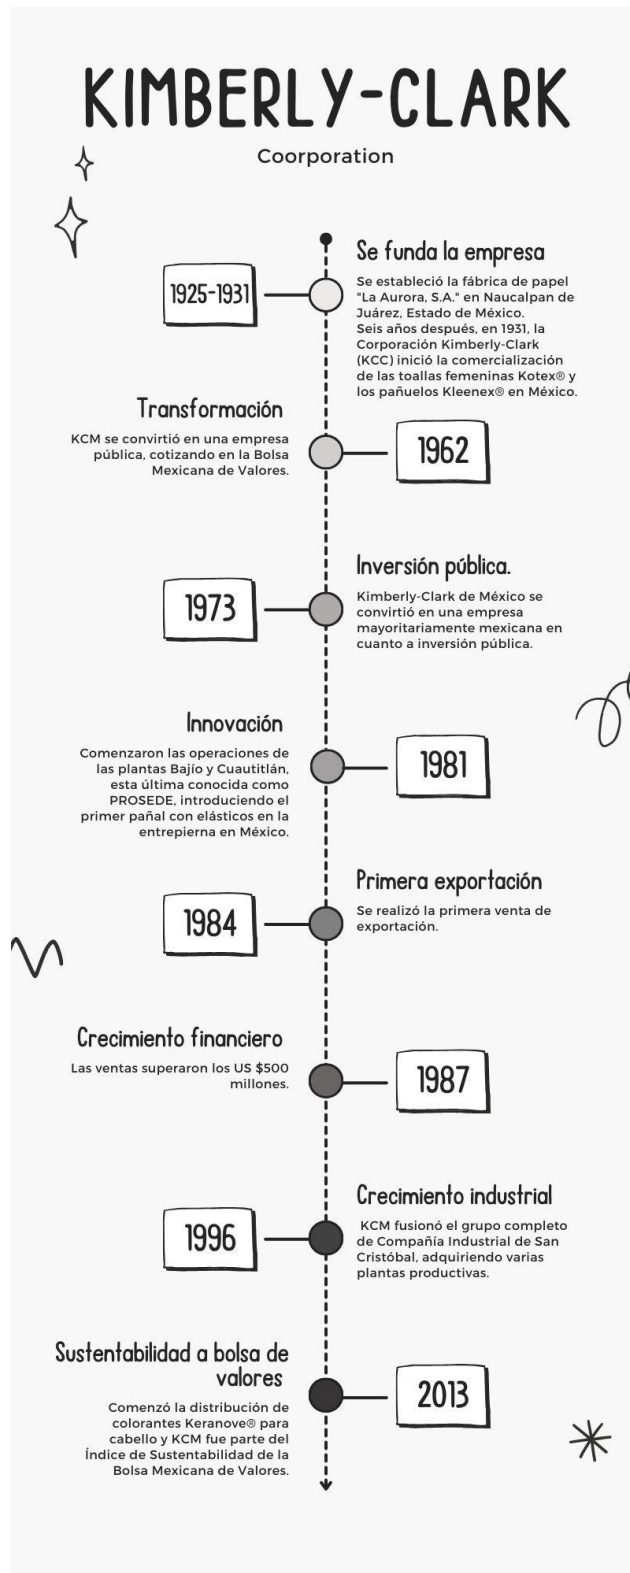 KIMBERLY-CLARK
Coorporation
Se funda la empresa
1925-1931
Se estableció la fábrica de papel
"La Aurora, S.A." en Naucalpan de
Juárez, Estado de México.
Seis años después, en 1931, la
Corporación Kimberly-Clark
(KCC) inició la comercialización
de las toallas femeninas Kotex® y
los pañuelos Kleenex® en México.
Transformación
KCM se convirtió en una empresa
pública, cotizando en la Bolsa
Mexicana de Valores.
1962
Inversión pública.
1973
Kimberly-Clark de México se
convirtió en una empresa
mayoritariamente mexicana en
cuanto a inversión pública.
Innovación
Comenzaron las operaciones de
las plantas Bajío y Cuautitlán,
esta última conocida como
PROSEDE, introduciendo el
primer pañal con elásticos en la
entrepierna en México.
1981
Primera exportación
1984
Se realizó la primera venta de
exportación.
Crecimiento financiero
Las ventas superaron los US $500
millones.
1987
Crecimiento industrial
1996
KCM fusionó el grupo completo
de Compañía Industrial de San
Cristóbal, adquiriendo varias
plantas productivas.
Sustentabilidad a bolsa de
valores
2013
Comenzó la distribución de
colorantes Keranove® para
cabello y KCM fue parte del
Índice de Sustentabilidad de la
Bolsa Mexicana de Valores.